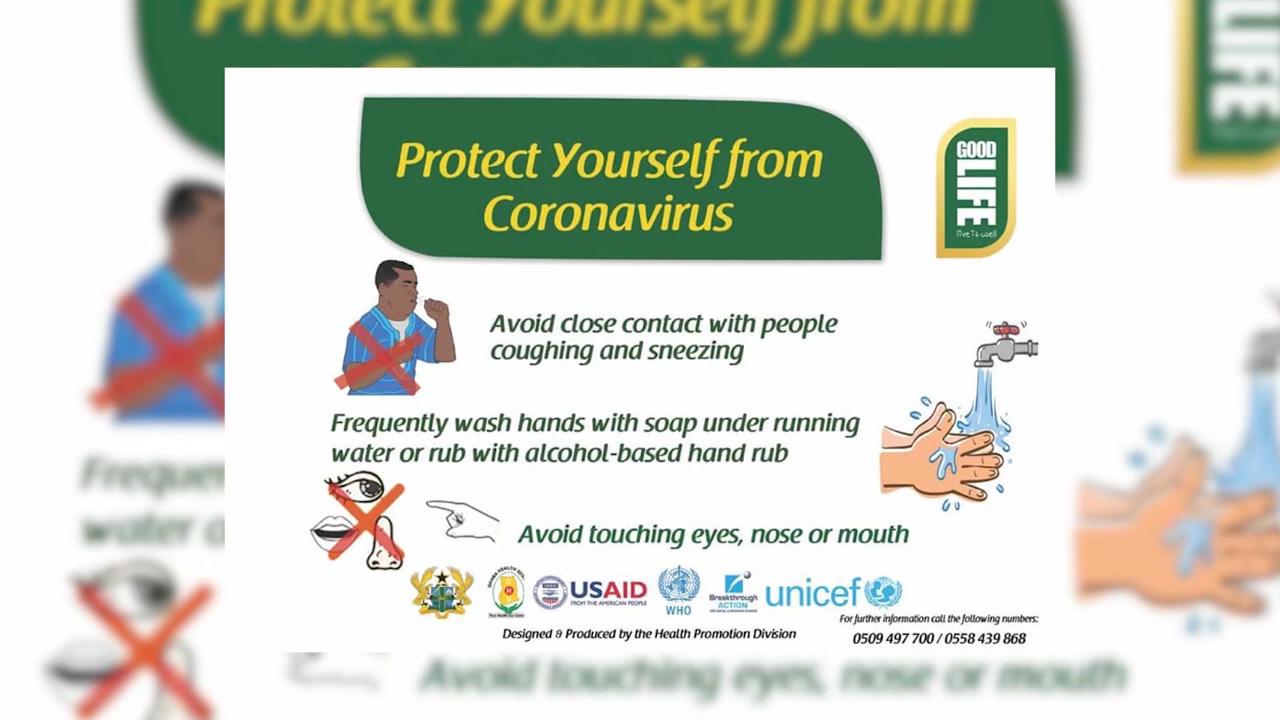 Protect Yourself from
Coronavirus
GOOD
LIFE
live it well
Avoid close contact with people
coughing and sneezing
Frequently wash hands with soap under running
water or rub with alcohol-based hand rub
Avoid touching eyes, nose or mouth
USAID
FROM THE AMERICAN PEOPLE
WHO
Breakthrough
ACTION
unicef
For further information call the following numbers:
Designed & Produced by the Health Promotion Division
0509 497 700 / 0558 439 868